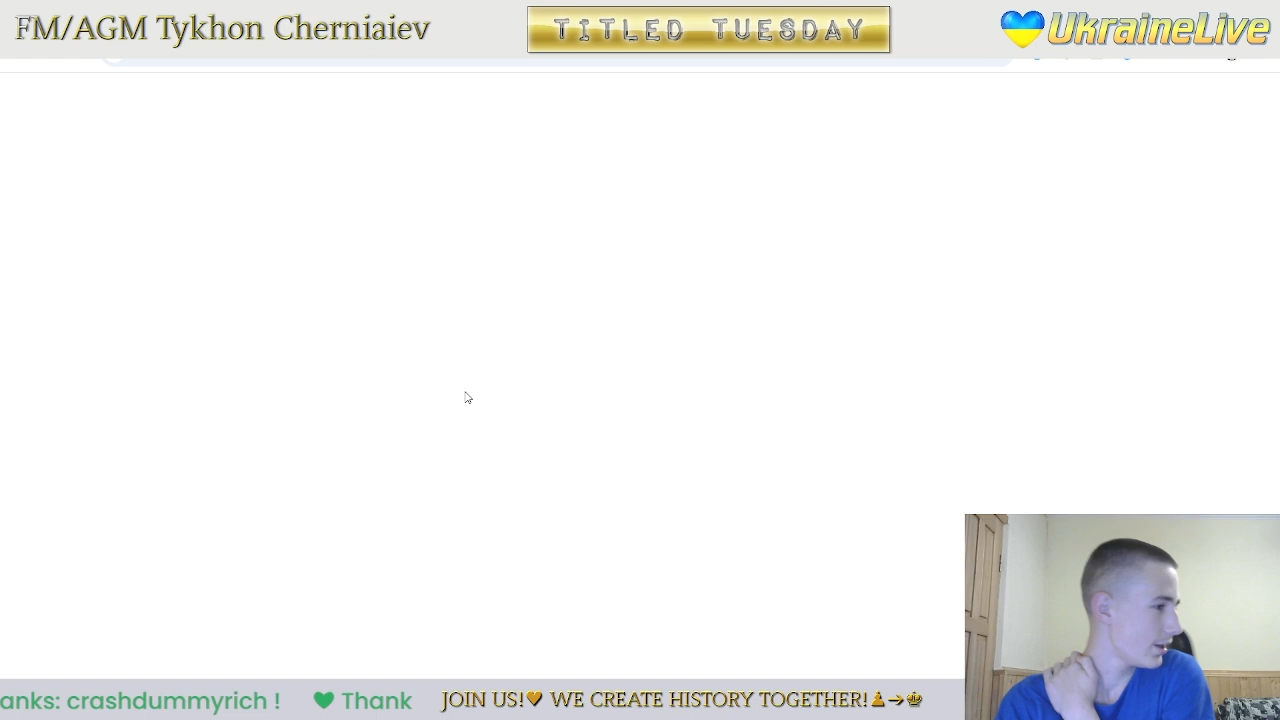 FM/AGM Tykhon Cherniaiev
TITLED TUESDAY
UkraineLive
anks: crashdummyrich !
Thank
JOIN US! WE CREATE HISTORY TOGETHER!